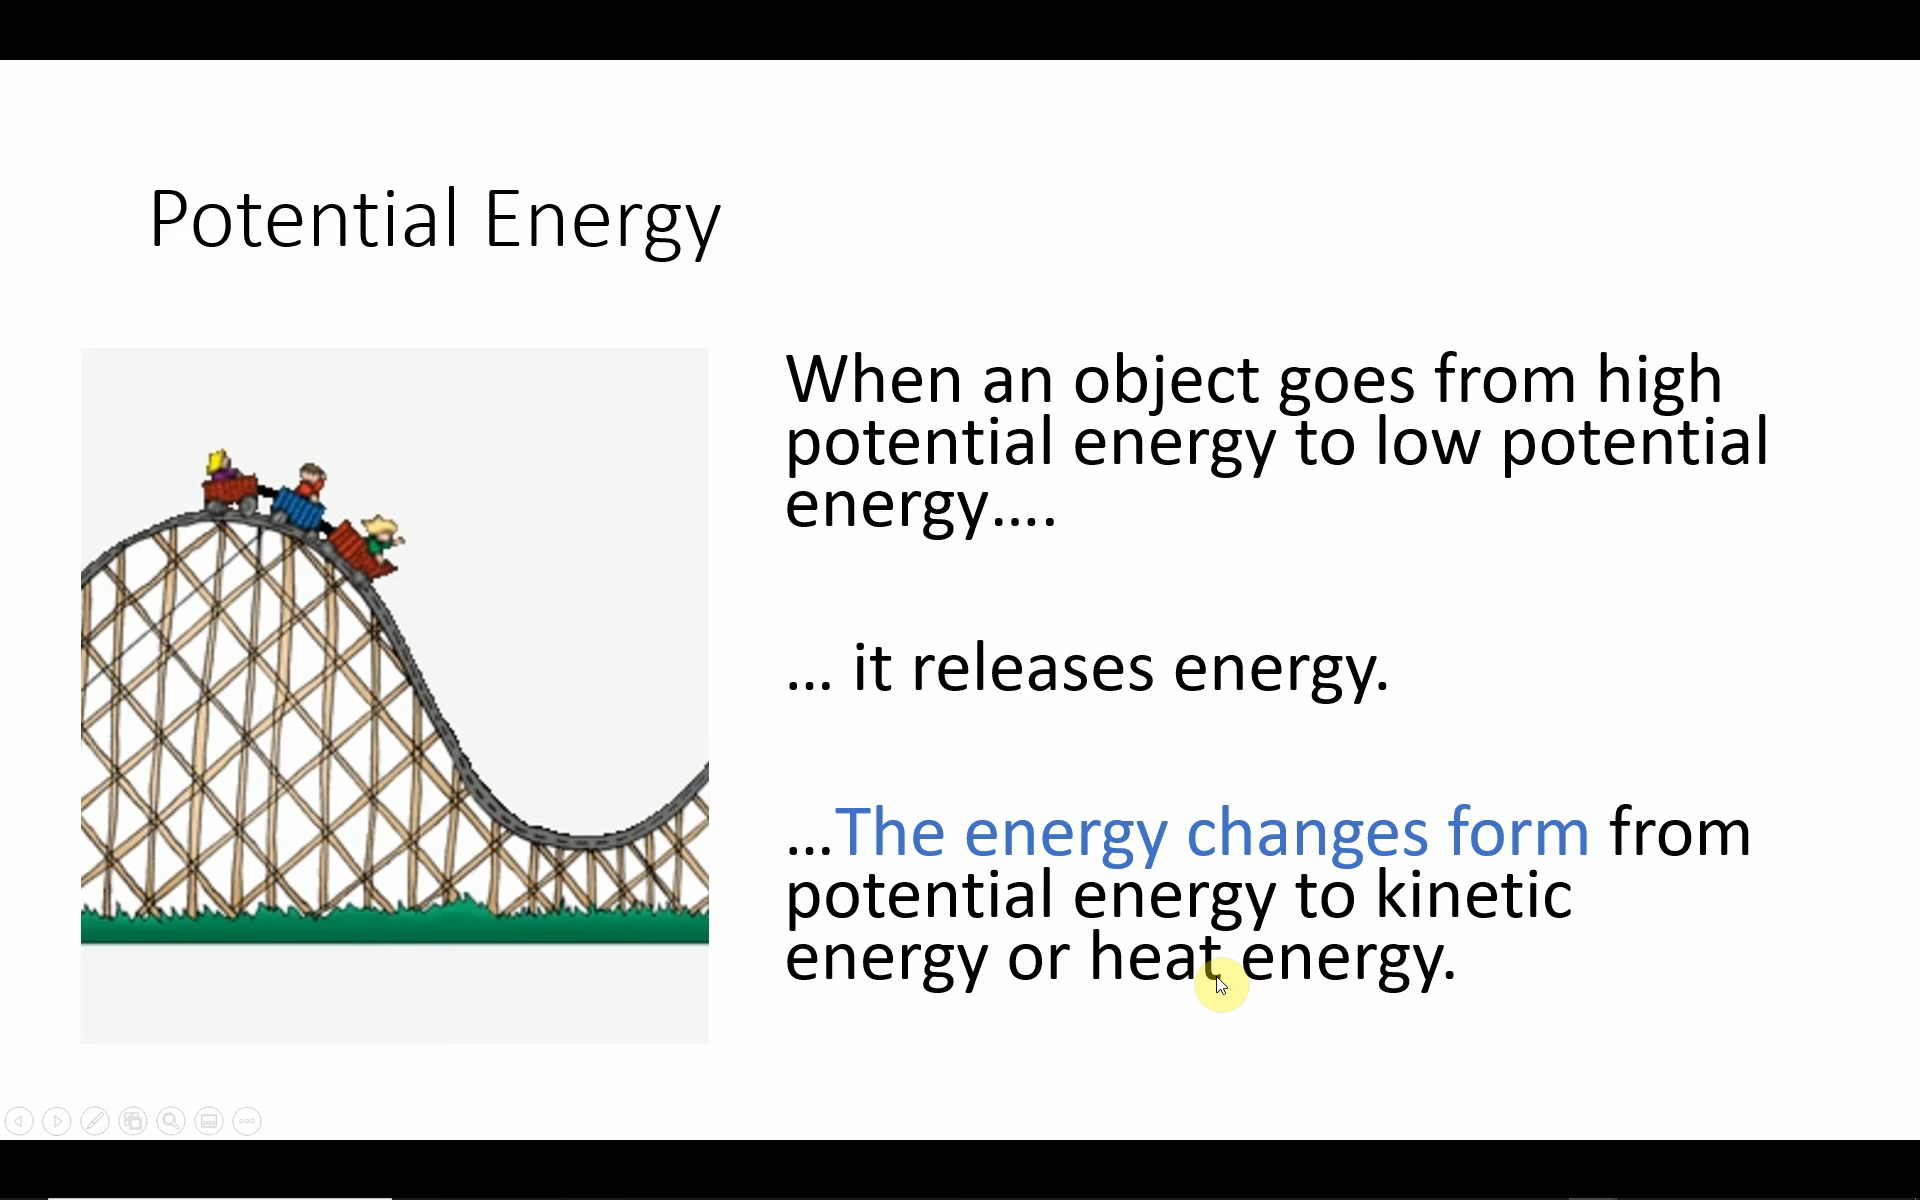 Potential Energy
When an object goes from high
potential energy to low potential
energy….
… it releases energy.
…The energy changes form from
potential energy to kinetic
energy or heat energy.